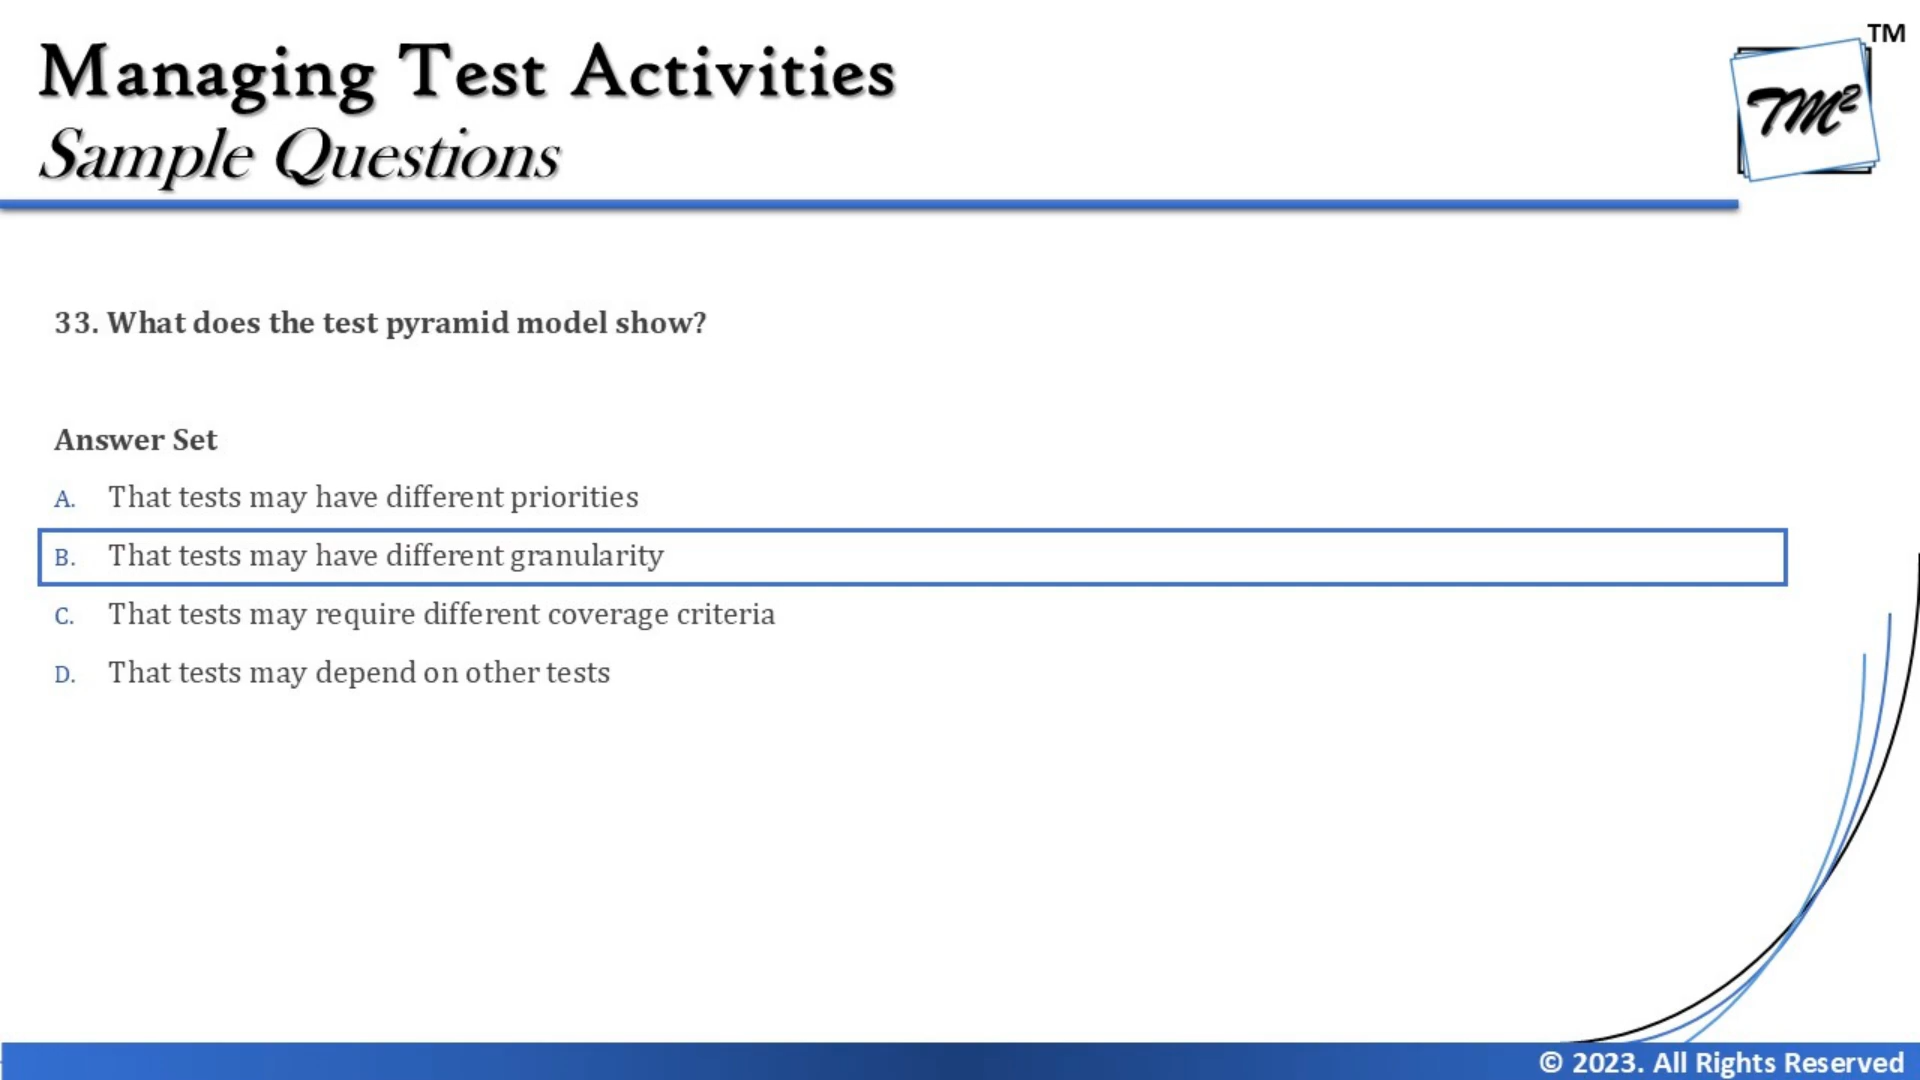 Managing Test Activities
TM
TM²
Sample Questions
33. What does the test pyramid model show?
Answer Set
A. That tests may have different priorities
B. That tests may have different granularity
C. That tests may require different coverage criteria
D. That tests may depend on other tests
© 2023. All Rights Reserved